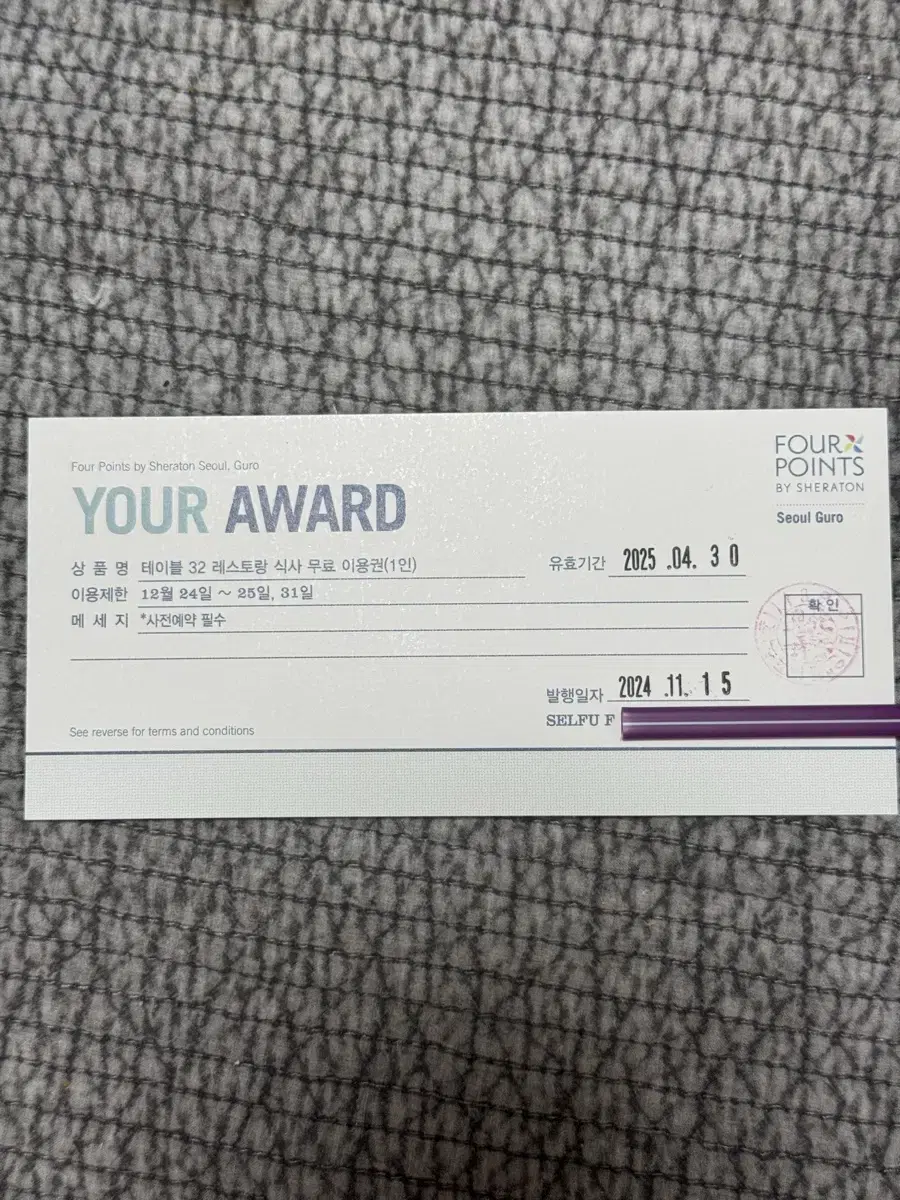 Four Points by Sheraton Seoul, Guro
YOUR AWARD
FOUR POINTS
BY SHERATON
Seoul Guro
상 품 명 테이블 32 레스토랑 식사 무료 이용권(1인)
유효기간 2025 .04. 3 0
이용제한 12월 24일 ~ 25일, 31일
메 세 지 *사전예약 필수
확 인
발행일자 2024 .11. 1 5
SELFU F
See reverse for terms and conditions